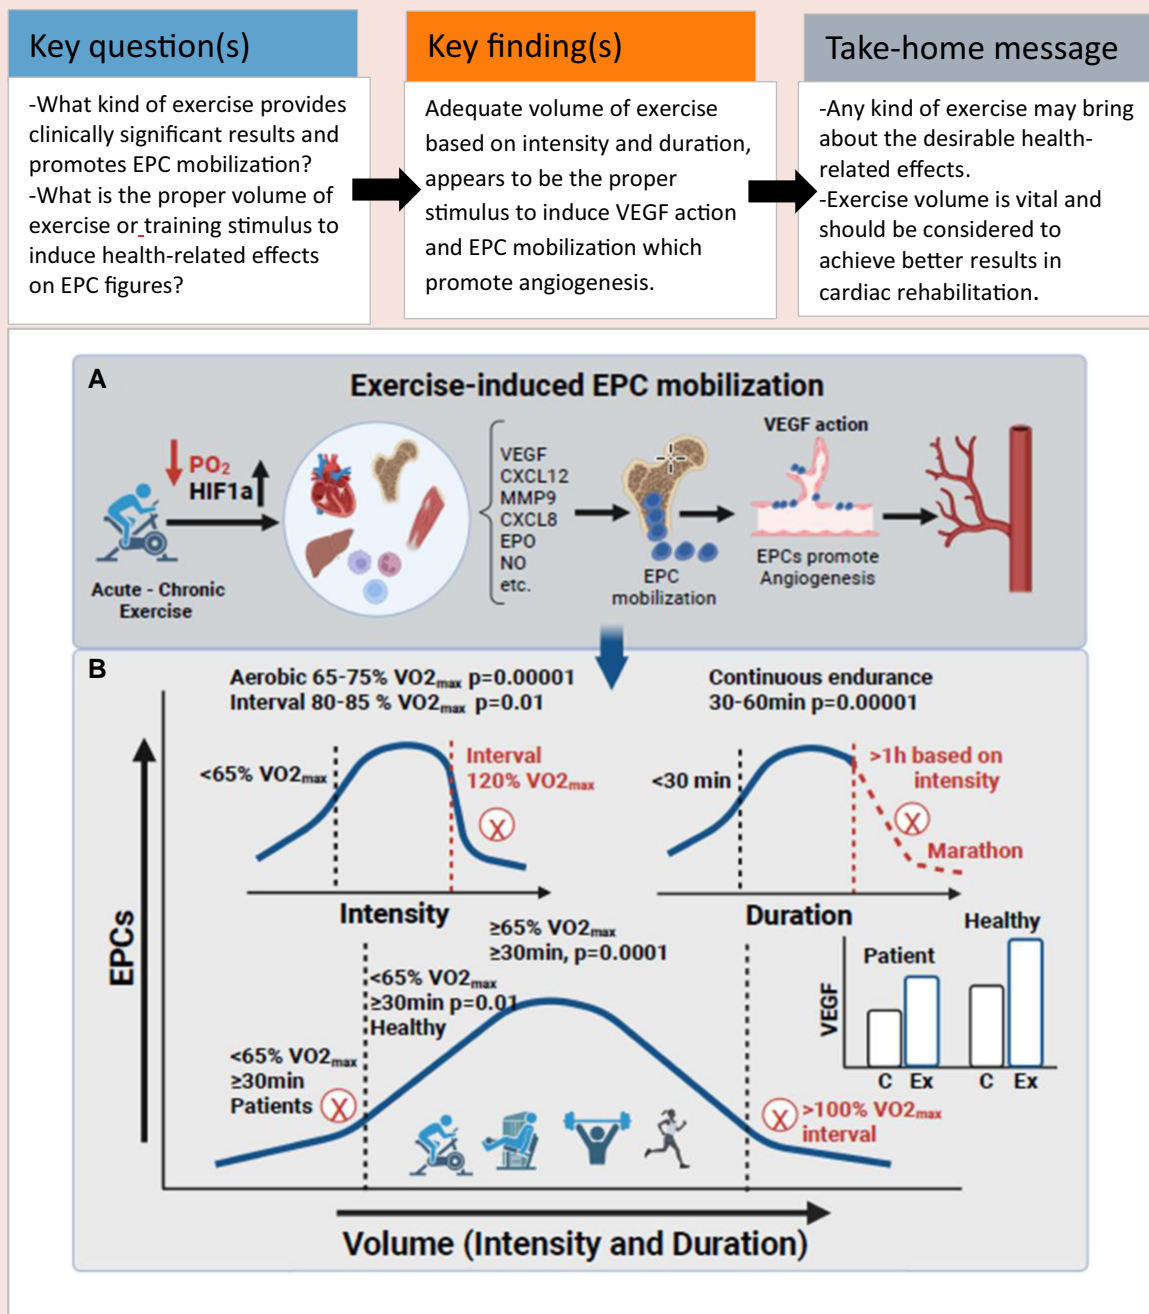 Key question(s)
-What kind of exercise provides
clinically significant results and
promotes EPC mobilization?
-What is the proper volume of
exercise or training stimulus to
induce health-related effects
on EPC figures?
Key finding(s)
Adequate volume of exercise
based on intensity and duration,
appears to be the proper
stimulus to induce VEGF action
and EPC mobilization which
promote angiogenesis.
Take-home message
-Any kind of exercise may bring
about the desirable health-
related effects.
-Exercise volume is vital and
should be considered to
achieve better results in
cardiac rehabilitation.
A
Exercise-induced EPC mobilization
PO2
HIF1a
Acute - Chronic
Exercise
VEGF
CXCL12
MMP9
CXCL8
EPO
NO
etc.
EPC
mobilization
VEGF action
EPCs promote
Angiogenesis
B
Aerobic 65-75% VO2max p=0.00001
Interval 80-85 % VO2max p=0.01
<65% VO2max
Interval
120% VO2max
X
Intensity
Continuous endurance
30-60min p=0.00001
<30 min
>1h based on
intensity
X
Marathon
Duration
EPCs
≥65% VO2max
≥30min, p=0.0001
<65% VO2max
≥30min p=0.01
Healthy
<65% VO2max
≥30min
Patients X
X >100% VO2max
interval
Healthy
Patient
VEGF
C Ex C Ex
Volume (Intensity and Duration)